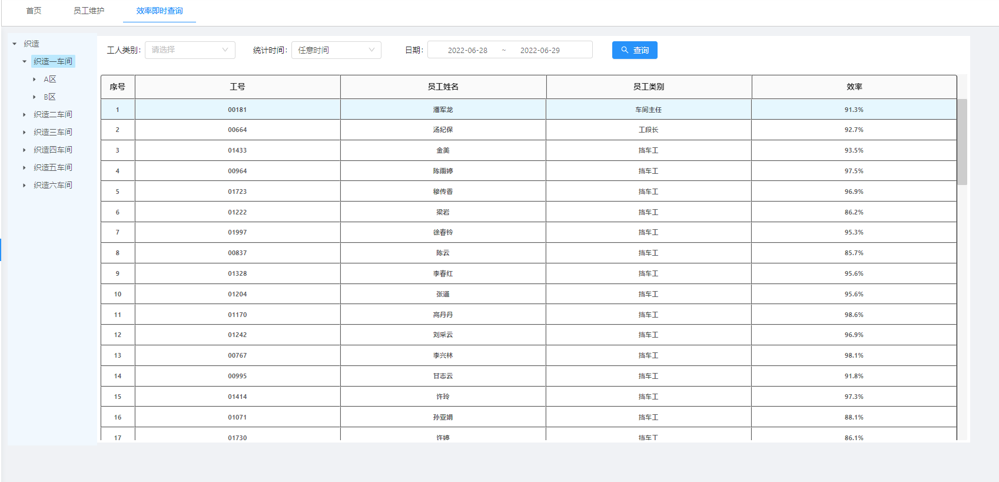 首页 员工维护 效率即时查询
织造
织造一车间
A区
B区
织造二车间
织造三车间
织造四车间
织造五车间
织造六车间
工人类别： 请选择 统计时间： 任意时间 日期： 2022-06-28 ~ 2022-06-29 查询
序号 工号 员工姓名 员工类别 效率
1 00181 潘军龙 车间主任 91.3%
2 00664 汤纪保 工段长 92.7%
3 01433 金美 挡车工 93.5%
4 00964 陈雨婷 挡车工 97.5%
5 01723 穆传香 挡车工 96.9%
6 01222 梁岩 挡车工 86.2%
7 01997 徐春铃 挡车工 95.3%
8 00837 陈云 挡车工 85.7%
9 01328 李春红 挡车工 95.6%
10 01204 挡车工 95.6%
11 01170 高丹丹 挡车工 98.6%
12 01242 刘采云 挡车工 96.9%
13 00767 李兴林 挡车工 98.1%
14 00995 甘志云 挡车工 91.8%
15 01414 许玲 挡车工 97.3%
16 01071 孙亚娟 挡车工 88.1%
17 01730 许婷 挡车工 86.1%